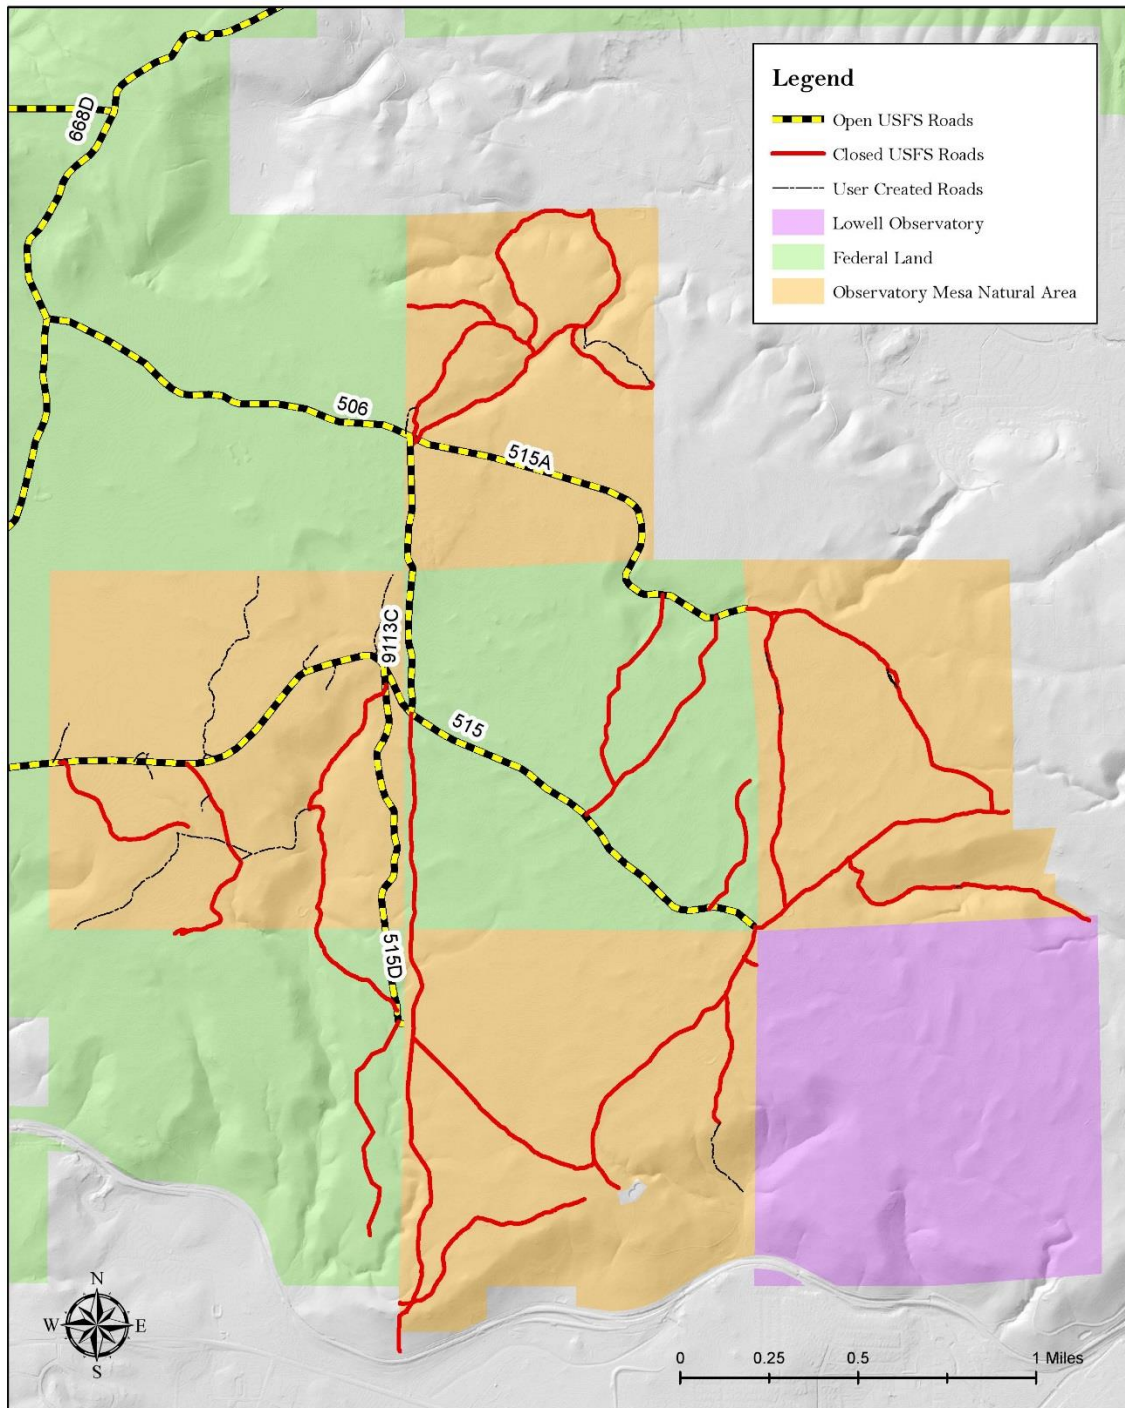 Legend
Open USFS Roads
Closed USFS Roads
User Created Roads
Lowell Observatory
Federal Land
Observatory Mesa Natural Area
668D
506
515A
9113C
515
515D
N
W E
S
0 0.25 0.5 1 Miles